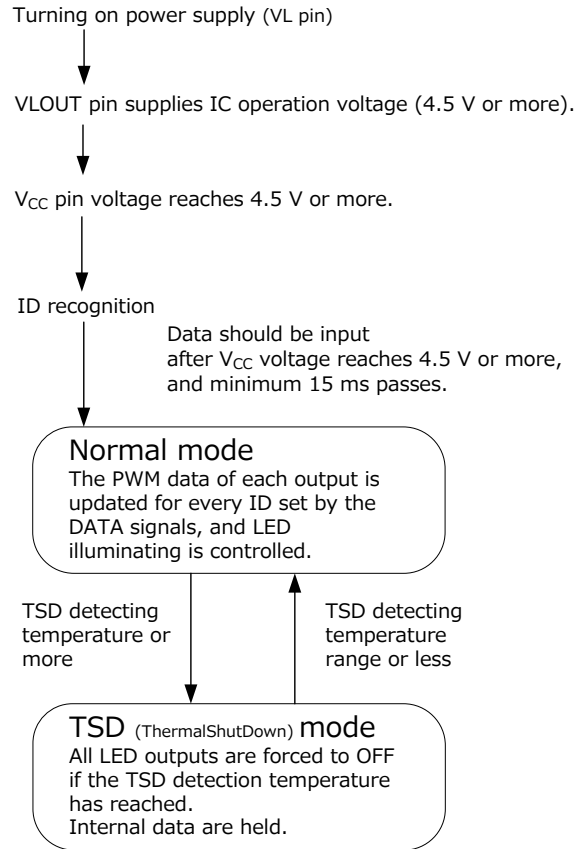 Turning on power supply (VL pin)
VLOUT pin supplies IC operation voltage (4.5 V or more).
VCC pin voltage reaches 4.5 V or more.
ID recognition
Data should be input
after VCC voltage reaches 4.5 V or more,
and minimum 15 ms passes.
Normal mode
The PWM data of each output is
updated for every ID set by the
DATA signals, and LED
illuminating is controlled.
TSD detecting
temperature or
more
TSD detecting
temperature
range or less
TSD (ThermalShutDown) mode
All LED outputs are forced to OFF
if the TSD detection temperature
has reached.
Internal data are held.